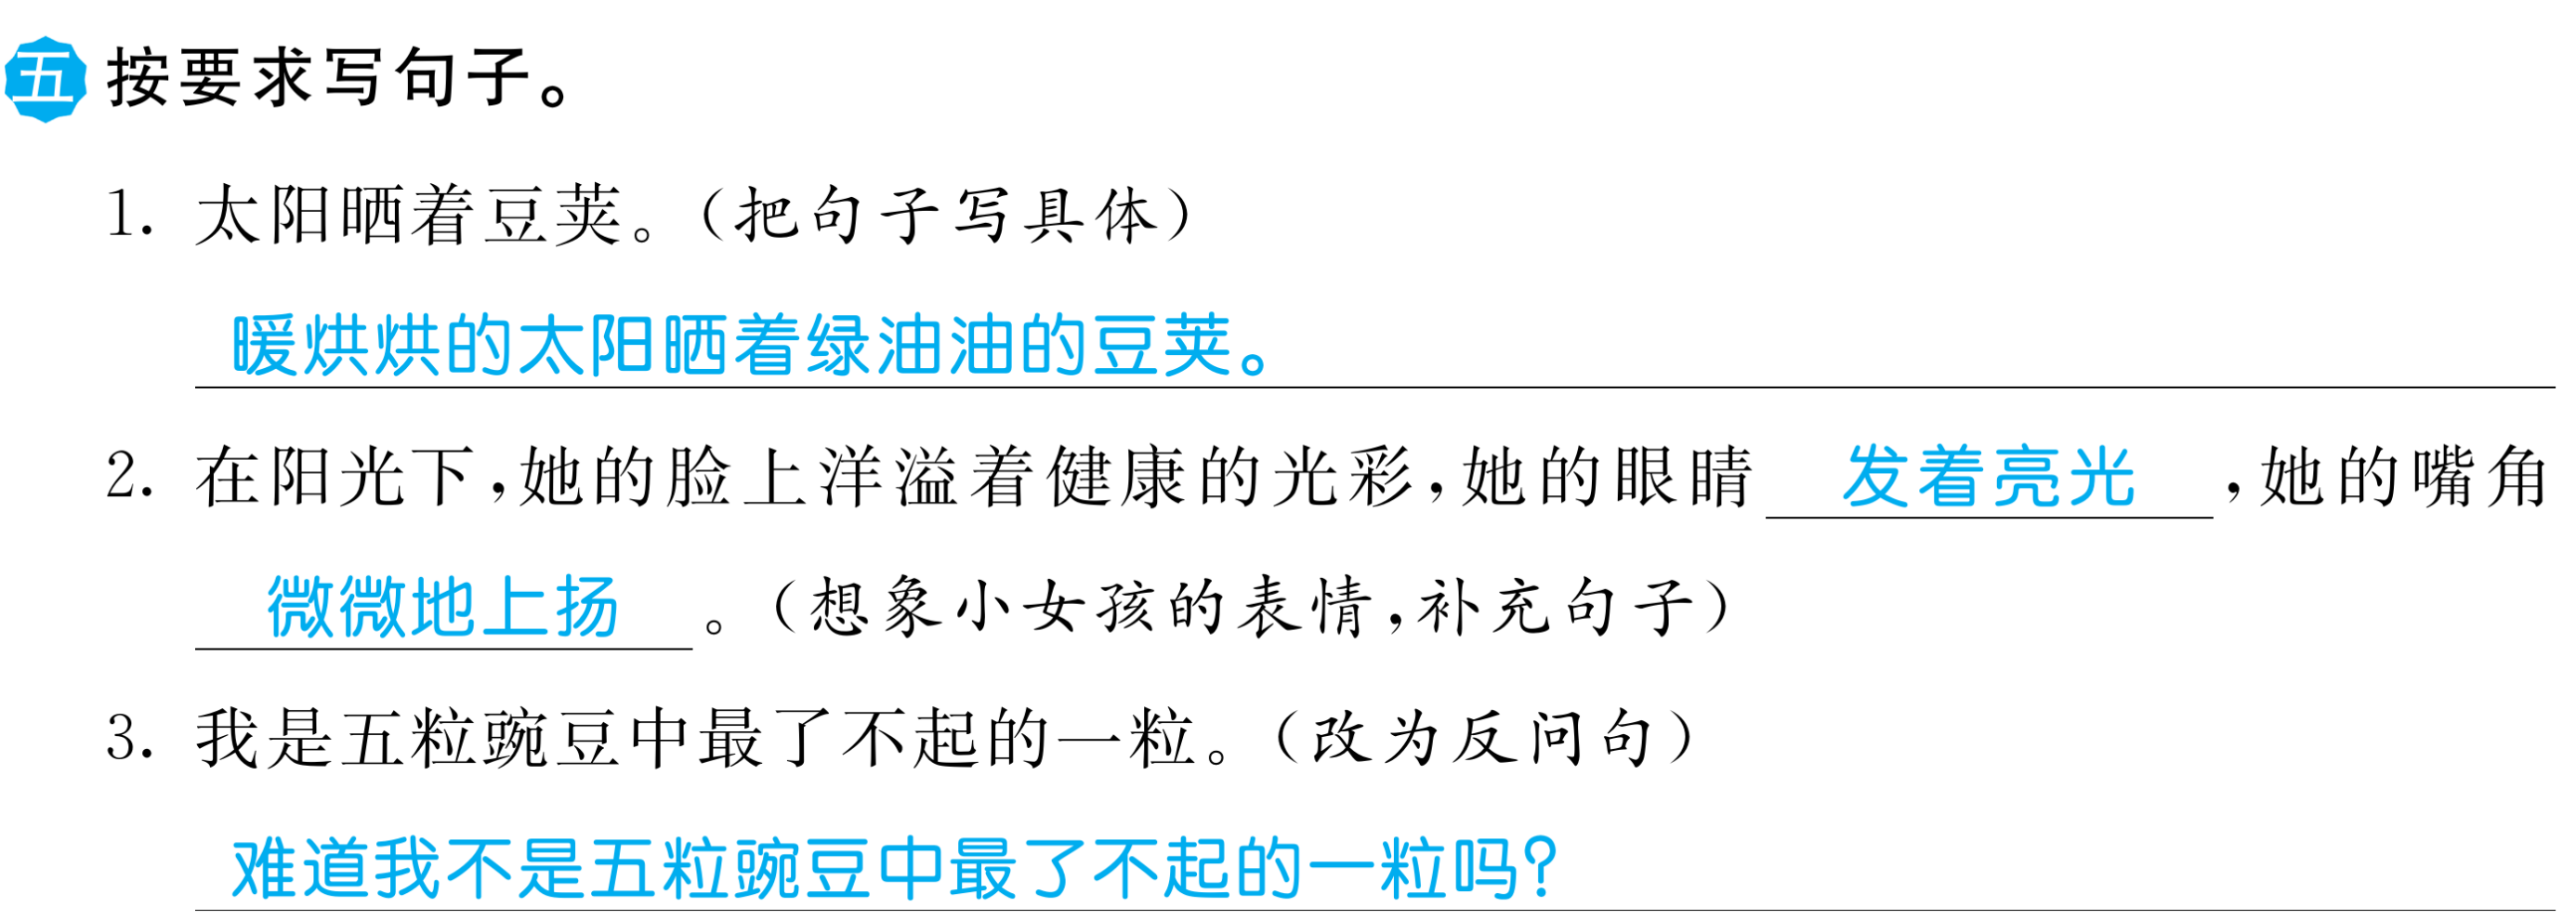 五 按要求写句子。
1. 太阳晒着豆荚。（把句子写具体）
暖烘烘的太阳晒着绿油油的豆荚。
2. 在阳光下，她的脸上洋溢着健康的光彩，她的眼睛 发着亮光 ，她的嘴角
微微地上扬 。（想象小女孩的表情，补充句子）
3. 我是五粒豌豆中最了不起的一粒。（改为反问句）
难道我不是五粒豌豆中最了不起的一粒吗？